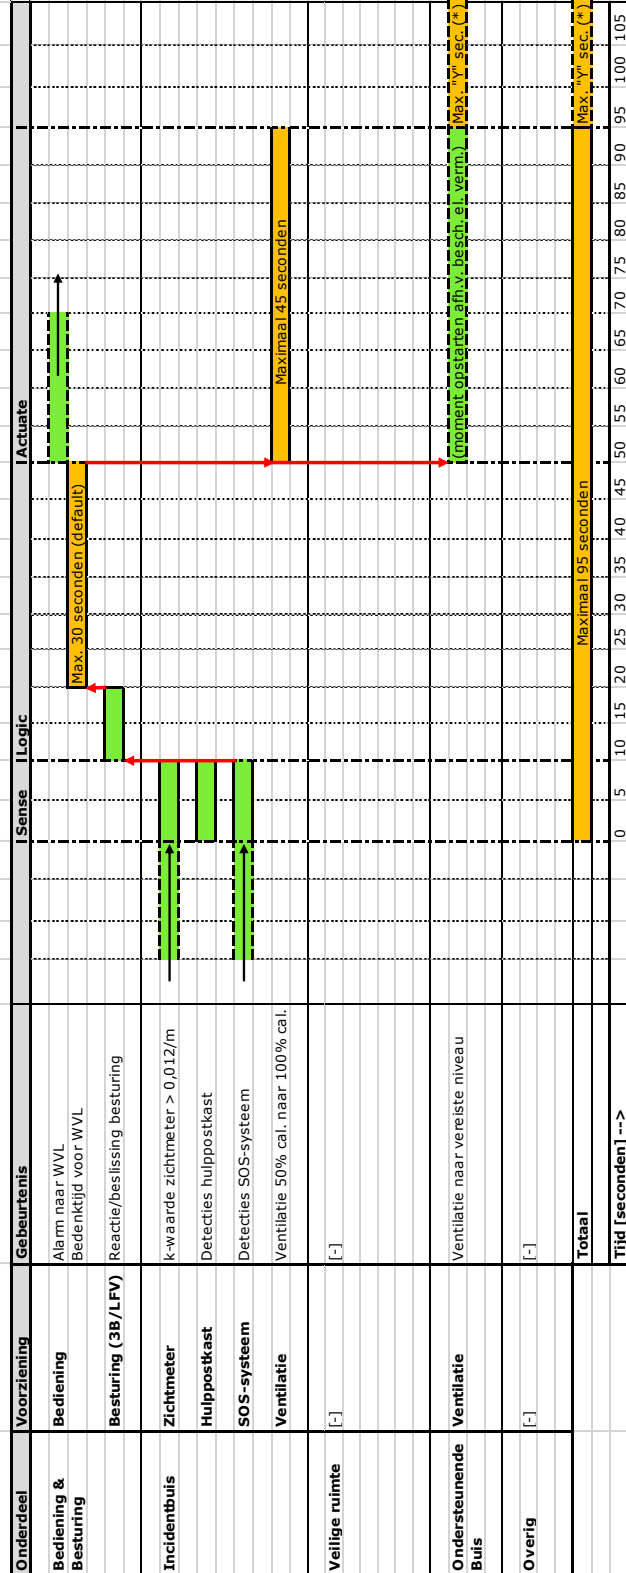 Onderdeel Voorziening Gebeurtenis Sense Logic Actuate
Bediening & Besturing Bediening Alarm naar WVL
Bedenktijd voor WVL Max. 30 seconden (default)
Besturing (3B/LFV) Reactie/beslissing besturing
Incidentbuis Zichtmeter k-waarde zichtmeter > 0,012/m
Hulppostkast Detecties hulppostkast
SOS-systeem Detecties SOS-systeem
Ventilatie Ventilatie 50% cal. naar 100% cal. Maximaal 45 seconden
Veilige ruimte [-] [-]
Ondersteunende Buis Ventilatie Ventilatie naar vereiste niveau (moment opstarten afh.v. besch. el. verm.) Max. "Y" sec. (*)
Overig [-] [-]
Totaal Maximaal 95 seconden Max. "Y" sec. (*)
Tijd [seconden] --> 0 5 10 15 20 25 30 35 40 45 50 55 60 65 70 75 80 85 90 95 100 105